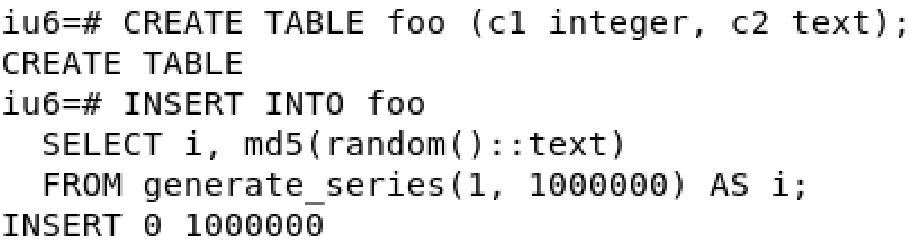 iu6=# CREATE TABLE foo (c1 integer, c2 text);
CREATE TABLE
iu6=# INSERT INTO foo
  SELECT i, md5(random()::text)
  FROM generate_series(1, 1000000) AS i;
INSERT 0 1000000